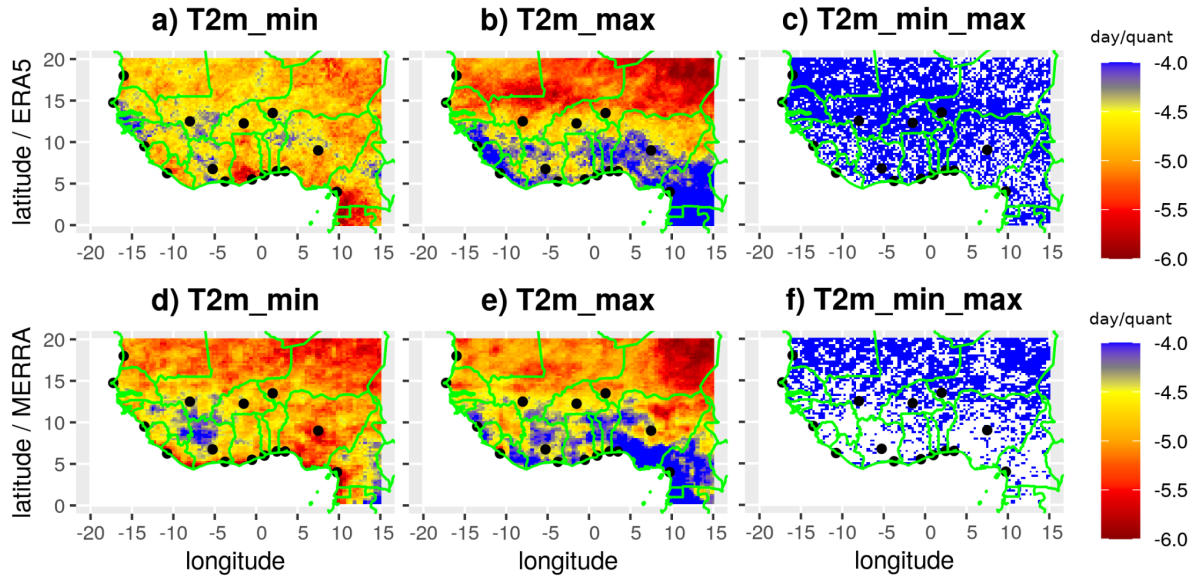 a) T2m_min b) T2m_max c) T2m_min_max
day/quant
latitude / ERA5
20
15
10
5
0
-20 -15 -10 -5 0 5 10 15
-20 -15 -10 -5 0 5 10 15
-20 -15 -10 -5 0 5 10 15
-4.0
-4.5
-5.0
-5.5
-6.0
d) T2m_min e) T2m_max f) T2m_min_max
day/quant
latitude / MERRA
20
15
10
5
0
-20 -15 -10 -5 0 5 10 15
-20 -15 -10 -5 0 5 10 15
-20 -15 -10 -5 0 5 10 15
longitude longitude longitude
-4.0
-4.5
-5.0
-5.5
-6.0